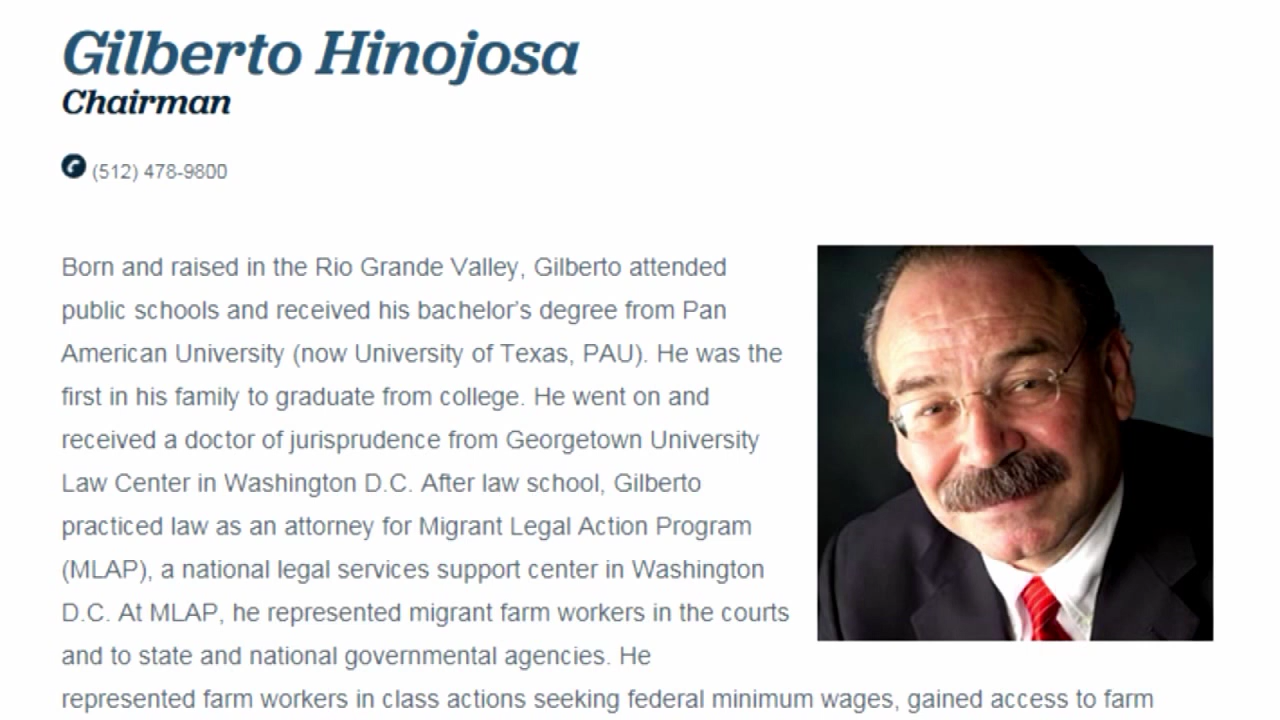 Gilberto Hinojosa
Chairman
(512) 478-9800
Born and raised in the Rio Grande Valley, Gilberto attended
public schools and received his bachelor’s degree from Pan
American University (now University of Texas, PAU). He was the
first in his family to graduate from college. He went on and
received a doctor of jurisprudence from Georgetown University
Law Center in Washington D.C. After law school, Gilberto
practiced law as an attorney for Migrant Legal Action Program
(MLAP), a national legal services support center in Washington
D.C. At MLAP, he represented migrant farm workers in the courts
and to state and national governmental agencies. He
represented farm workers in class actions seeking federal minimum wages, gained access to farm